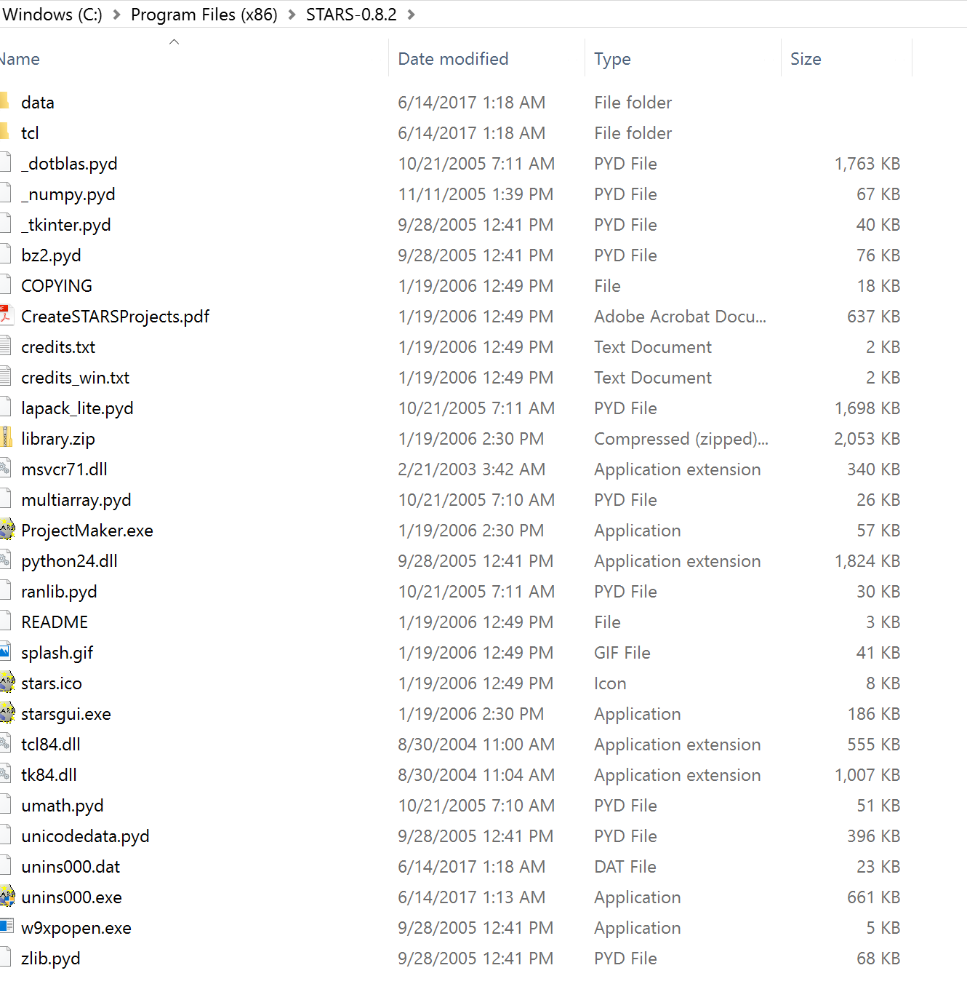 Windows (C:) > Program Files (x86) > STARS-0.8.2 >
Name Date modified Type Size
data 6/14/2017 1:18 AM File folder
tcl 6/14/2017 1:18 AM File folder
_dotblas.pyd 10/21/2005 7:11 AM PYD File 1,763 KB
_numpy.pyd 11/11/2005 1:39 PM PYD File 67 KB
_tkinter.pyd 9/28/2005 12:41 PM PYD File 40 KB
bz2.pyd 9/28/2005 12:41 PM PYD File 76 KB
COPYING 1/19/2006 12:49 PM File 18 KB
CreateSTARSProjects.pdf 1/19/2006 12:49 PM Adobe Acrobat Docu... 637 KB
credits.txt 1/19/2006 12:49 PM Text Document 2 KB
credits_win.txt 1/19/2006 12:49 PM Text Document 2 KB
lapack_lite.pyd 10/21/2005 7:11 AM PYD File 1,698 KB
library.zip 1/19/2006 2:30 PM Compressed (zipped)... 2,053 KB
msvcr71.dll 2/21/2003 3:42 AM Application extension 340 KB
multiarray.pyd 10/21/2005 7:10 AM PYD File 26 KB
ProjectMaker.exe 1/19/2006 2:30 PM Application 57 KB
python24.dll 9/28/2005 12:41 PM Application extension 1,824 KB
ranlib.pyd 10/21/2005 7:11 AM PYD File 30 KB
README 1/19/2006 12:49 PM File 3 KB
splash.gif 1/19/2006 12:49 PM GIF File 41 KB
stars.ico 1/19/2006 12:49 PM Icon 8 KB
starsgui.exe 1/19/2006 2:30 PM Application 186 KB
tcl84.dll 8/30/2004 11:00 AM Application extension 555 KB
tk84.dll 8/30/2004 11:04 AM Application extension 1,007 KB
umath.pyd 10/21/2005 7:10 AM PYD File 51 KB
unicodedata.pyd 9/28/2005 12:41 PM PYD File 396 KB
unins000.dat 6/14/2017 1:18 AM DAT File 23 KB
unins000.exe 6/14/2017 1:13 AM Application 661 KB
w9xpopen.exe 9/28/2005 12:41 PM Application 5 KB
zlib.pyd 9/28/2005 12:41 PM PYD File 68 KB